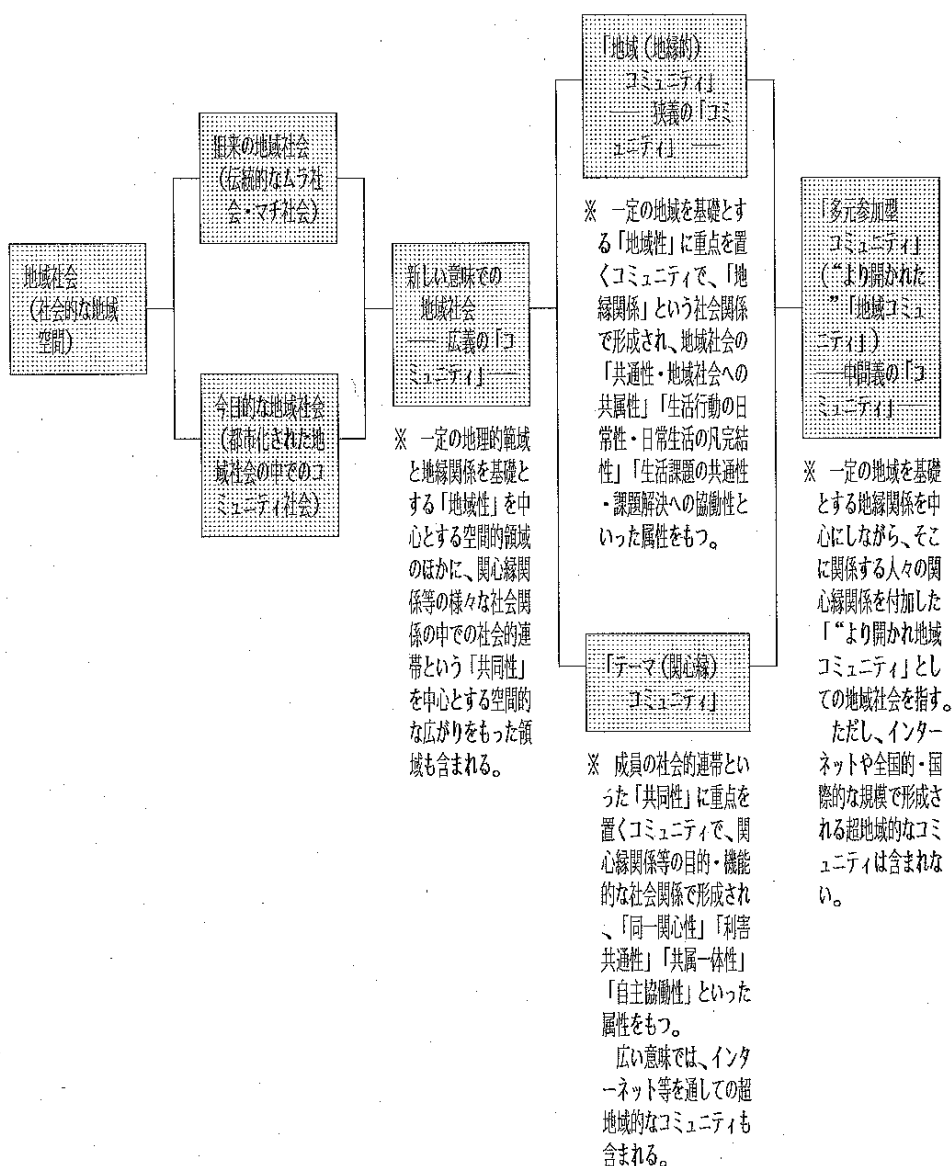 地域社会
(社会的な地域
空間)
旧来の地域社会
(伝統的なムラ社
会・マチ社会)
今日的な地域社会
(都市化された地
域社会の中でのコ
ミュニティ社会)
新しい意味での
地域社会
── 広義の「コ
ミュニティ」──
※ 一定の地理的範域
と地縁関係を基礎と
する「地域性」を中
心とする空間的領域
のほかに、関心縁関
係等の様々な社会関
係の中での社会的連
帯という「共同性」
を中心とする空間的
な広がりをもった領
域も含まれる。
「地域(地縁的)
コミュニティ」
── 狭義の「コミ
ュニティ」 ──
※ 一定の地域を基礎とす
る「地域性」に重点を置
くコミュニティで、「地
縁関係」という社会関係
で形成され、地域社会の
「共通性・地域社会への
共属性」「生活行動の日
常性・日常生活の凡完結
性」「生活課題の共通性
・課題解決への協働性と
いった属性をもつ。
「テーマ(関心縁)
コミュニティ」
※ 成員の社会的連帯とい
った「共同性」に重点を
置くコミュニティで、関
心縁関係等の目的・機能
的な社会関係で形成され
、「同一関心性」「利害
共通性」「共属一体性」
「自主協働性」といった
属性をもつ。
広い意味では、インタ
ーネット等を通しての超
地域的なコミュニティも
含まれる。
「多元参加型
コミュニティ」
(“より開かれた
”「地域コミュ
ニティ」)
──中間義の「コ
ミュニティ」──
※ 一定の地域を基礎
とする地縁関係を中
心にしながら、そこ
に関係する人々の関
心縁関係を付加した
「“より開かれ地域
コミュニティ」とし
ての地域社会を指す。
ただし、インター
ネットや全国的・国
際的な規模で形成さ
れる超地域的なコミ
ュニティは含まれな
い。